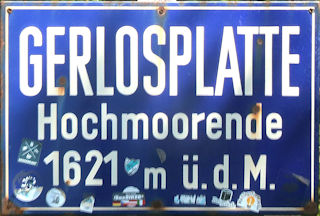 GERLOSPLATTE
Hochmoorende
1621 m ü.d.M.